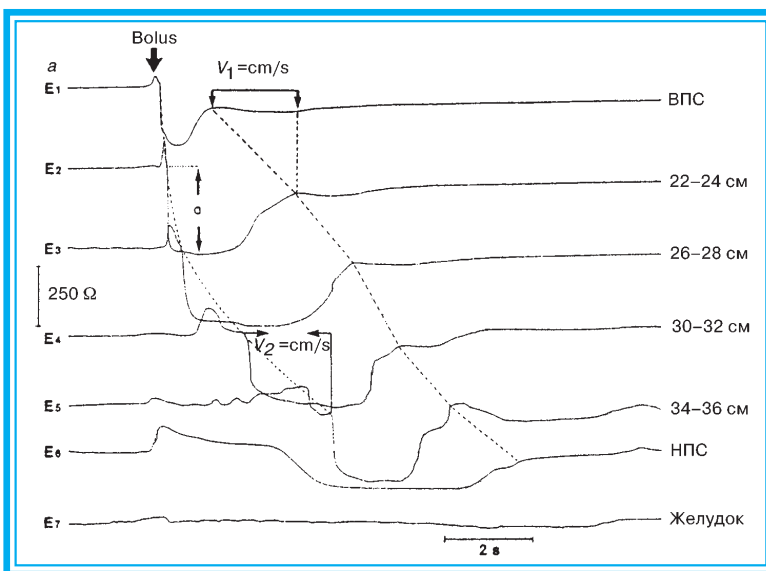 Bolus
a
V1=cm/s
E1
ВПС
E2
22–24 см
a
E3
26–28 см
250 Ω
E4
30–32 см
V2=cm/s
E5
34–36 см
E6
НПС
E7
Желудок
2 s